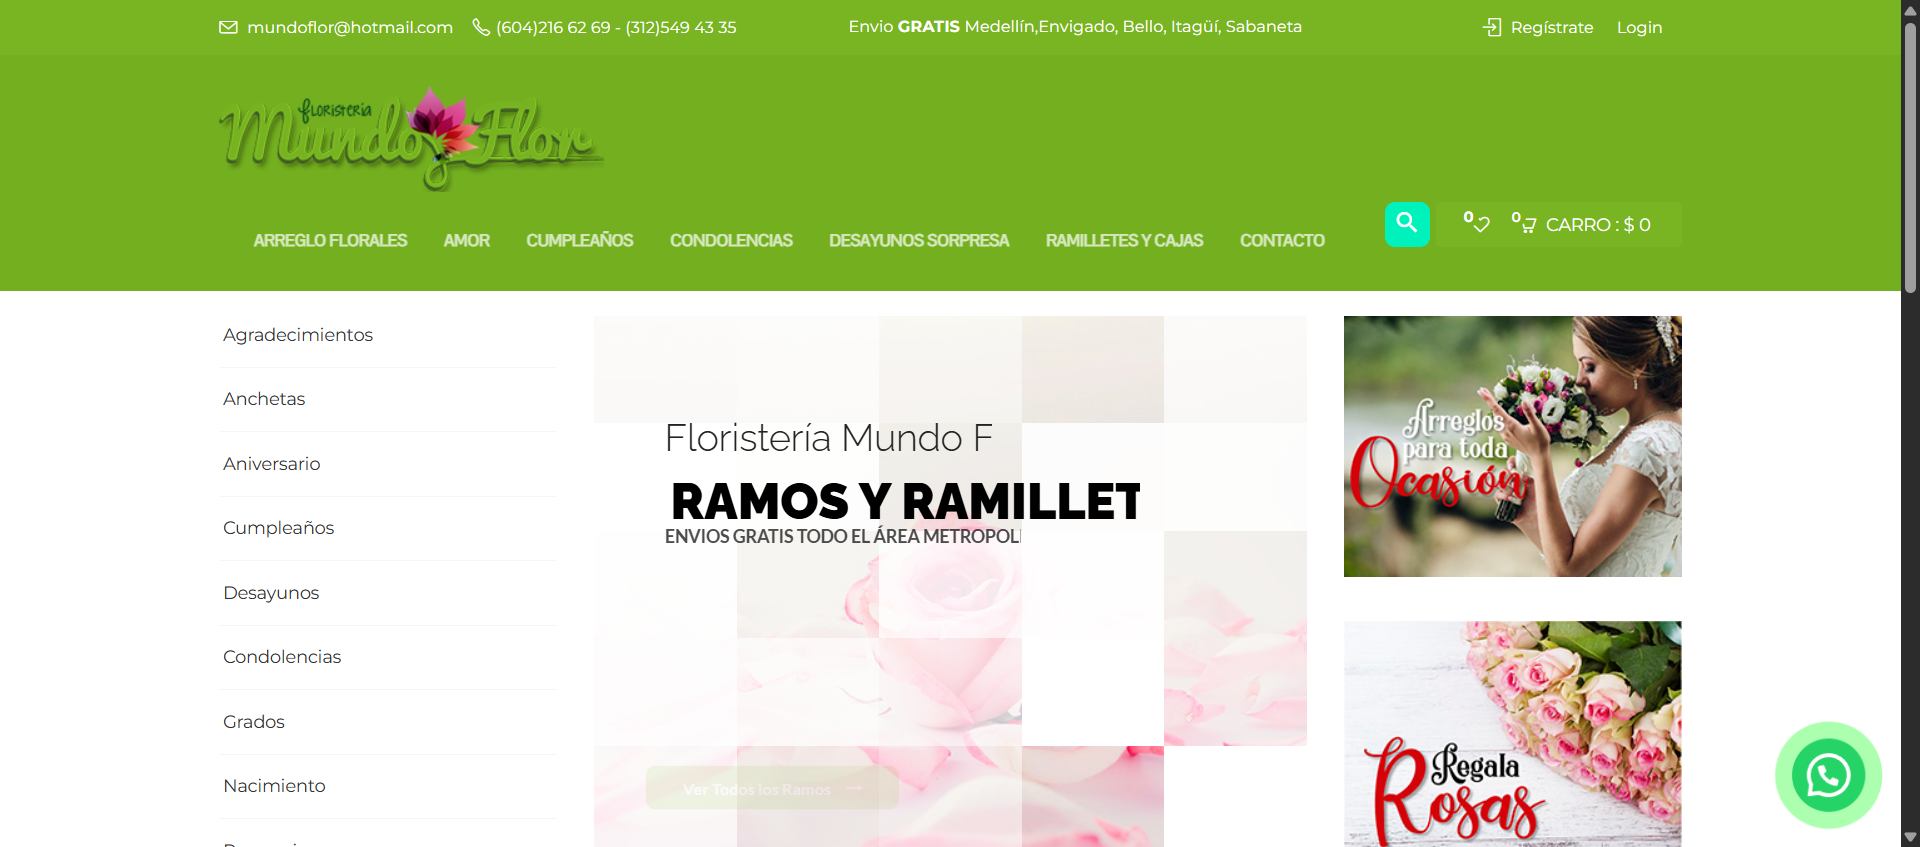 mundoflor@hotmail.com (604)216 62 69 - (312)549 43 35 Envio GRATIS Medellín,Envigado, Bello, Itagüí, Sabaneta Regístrate Login
Floristería
Mundo Flor
0 0 CARRO : $ 0
ARREGLO FLORALES AMOR CUMPLEAÑOS CONDOLENCIAS DESAYUNOS SORPRESA RAMILLETES Y CAJAS CONTACTO
Agradecimientos
Anchetas
Aniversario
Cumpleaños
Desayunos
Condolencias
Grados
Nacimiento
Floristería Mundo F
RAMOS Y RAMILLET
ENVIOS GRATIS TODO EL ÁREA METROPOL
Ver Todos los Ramos
Arreglos
para toda
Ocasión
Regala
Rosas